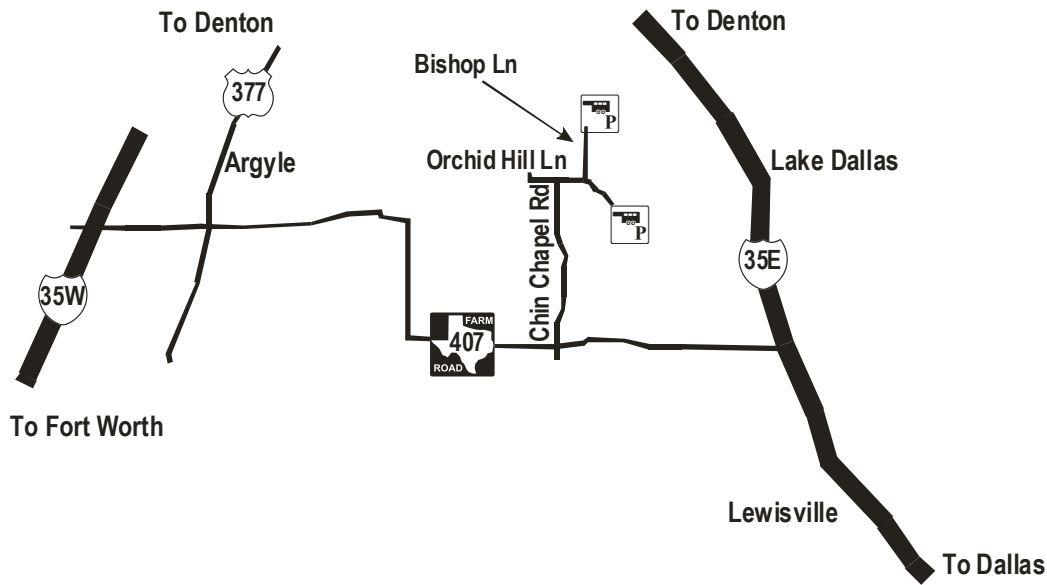 To Denton
To Denton
377
Bishop Ln
P
Argyle
Orchid Hill Ln
Lake Dallas
Chin Chapel Rd
P
35E
35W
FARM
407
ROAD
To Fort Worth
Lewisville
To Dallas